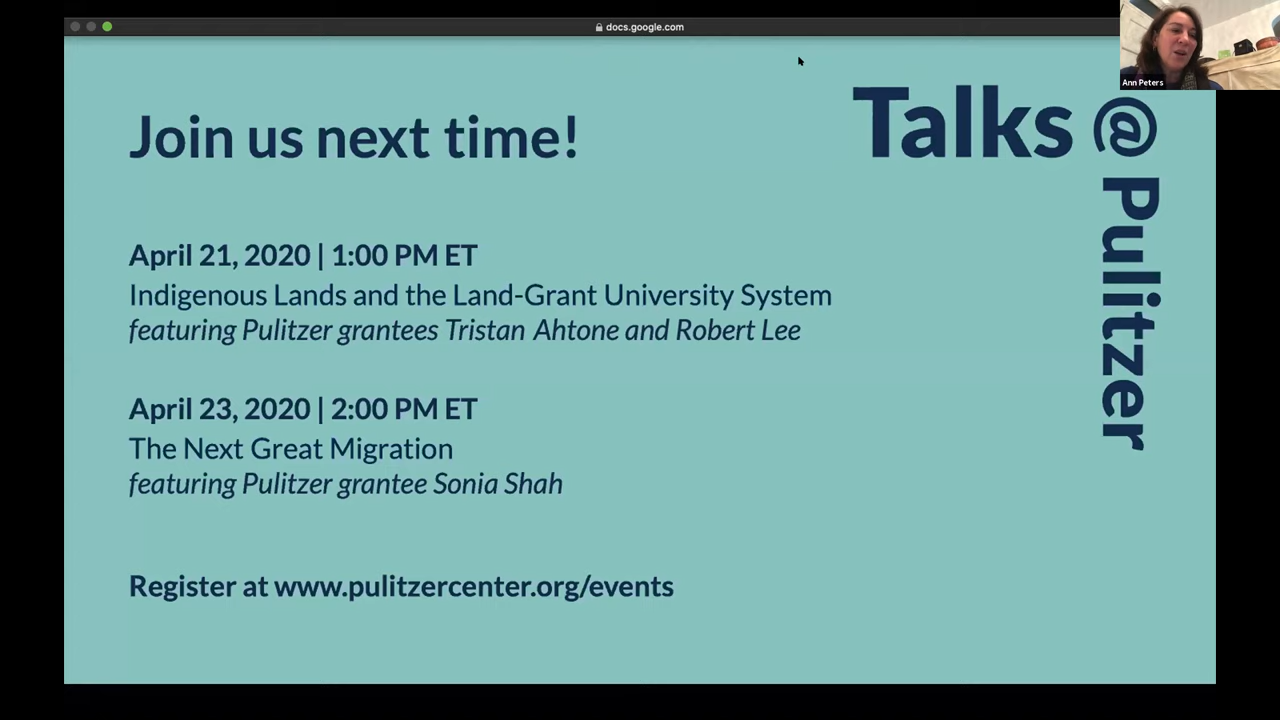 docs.google.com
Ann Peters
Join us next time!
Talks @
Pulitzer
April 21, 2020 | 1:00 PM ET
Indigenous Lands and the Land-Grant University System
featuring Pulitzer grantees Tristan Ahtone and Robert Lee
April 23, 2020 | 2:00 PM ET
The Next Great Migration
featuring Pulitzer grantee Sonia Shah
Register at www.pulitzercenter.org/events